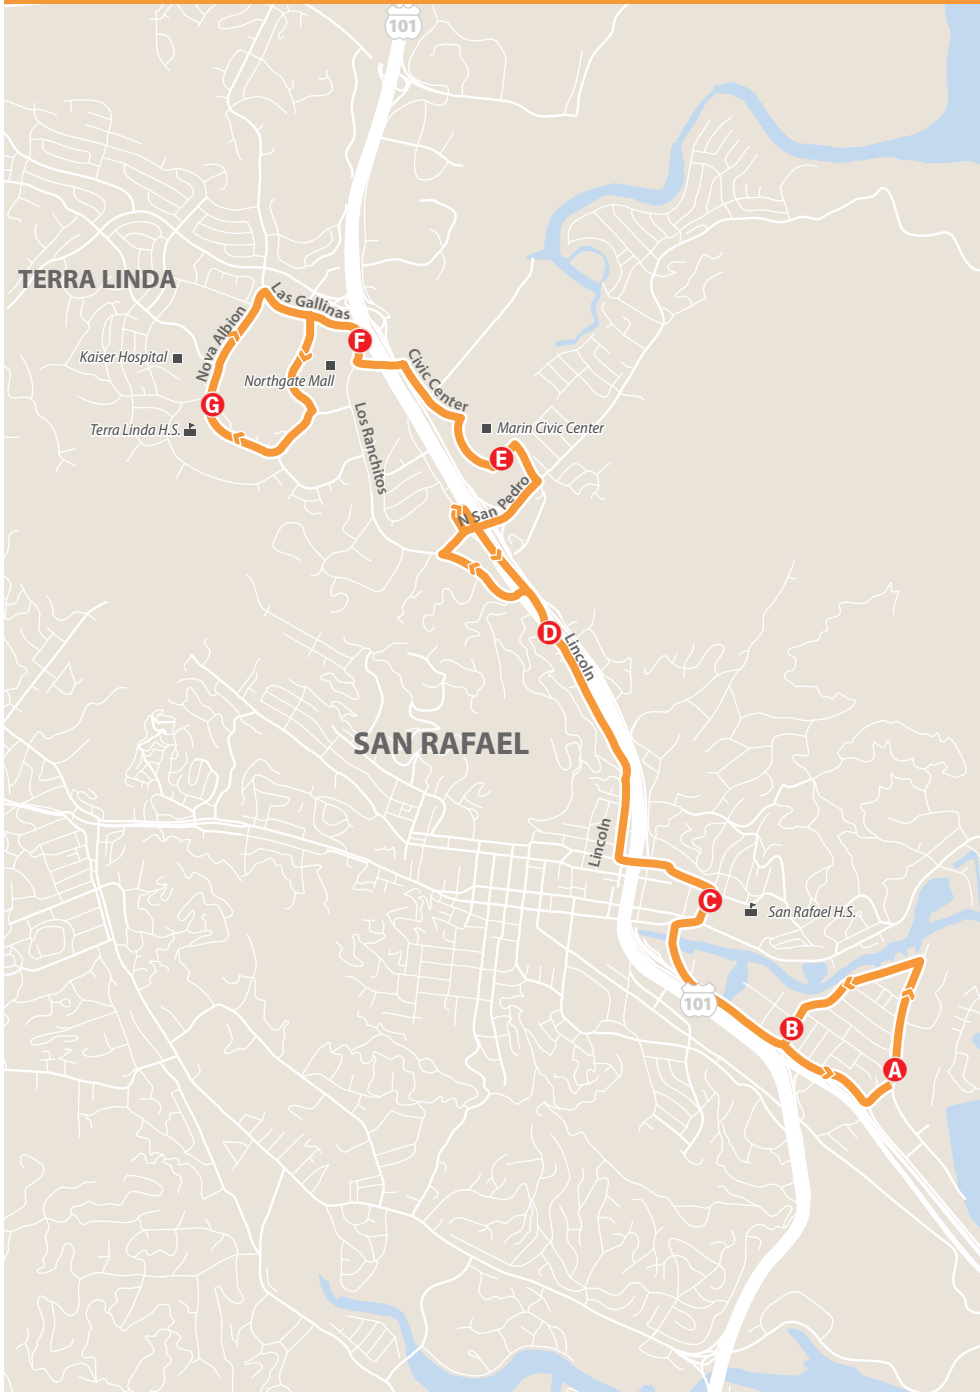 101
TERRA LINDA
Las Gallinas
Nova Albion
F
Kaiser Hospital
Northgate Mall
Civic Center
G
Los Ranchitos
Terra Linda H.S.
Marin Civic Center
E
N San Pedro
D
Lincoln
SAN RAFAEL
Lincoln
C
San Rafael H.S.
101
B
A